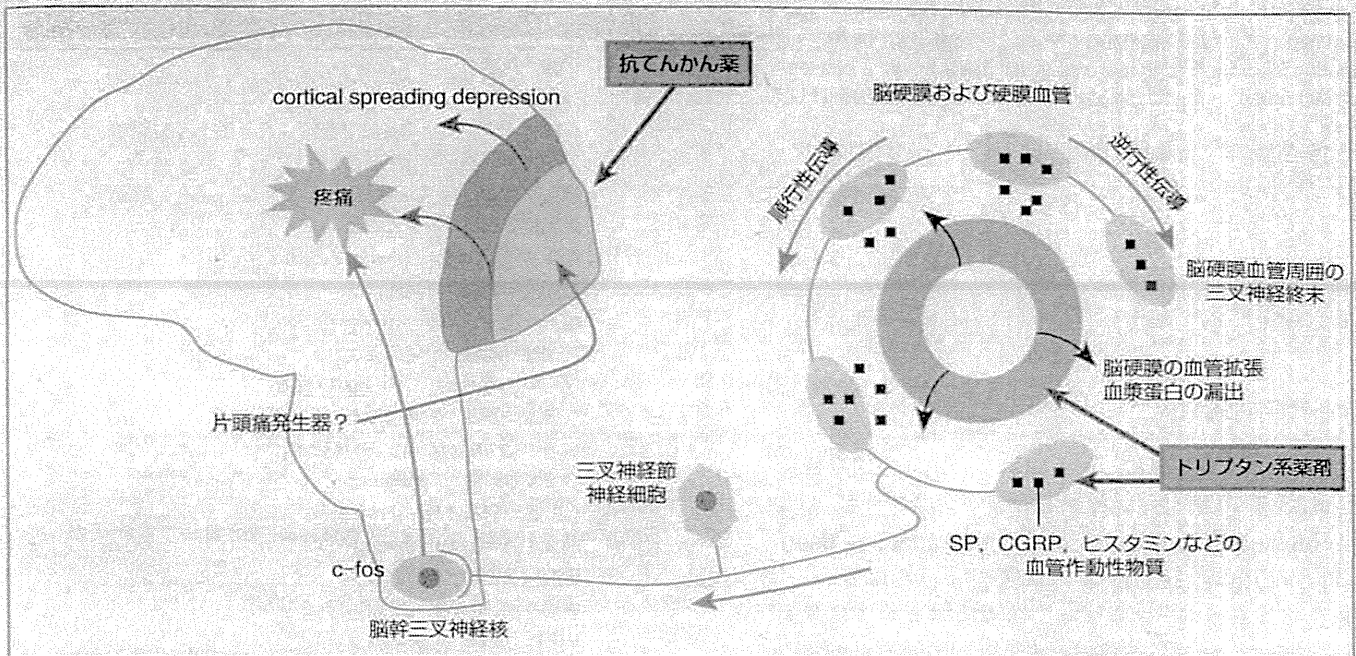 抗てんかん薬
cortical spreading depression
疼痛
片頭痛発生器？
c-fos
脳幹三叉神経核
三叉神経節
神経細胞
脳硬膜および硬膜血管
順行性伝導
逆行性伝導
脳硬膜血管周囲の
三叉神経終末
脳硬膜の血管拡張
血漿蛋白の漏出
トリプタン系薬剤
SP，CGRP，ヒスタミンなどの
血管作動性物質